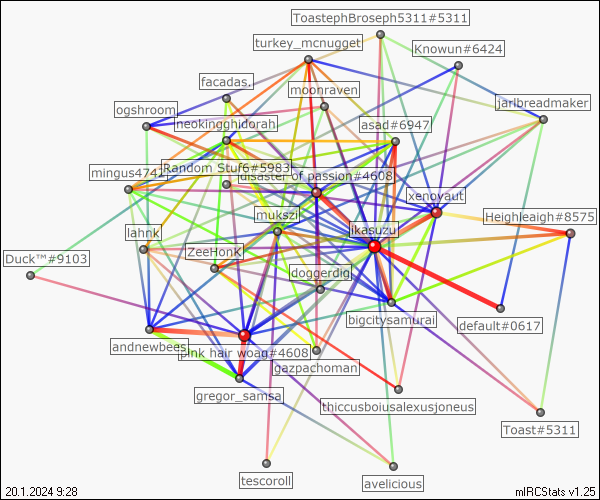 ToastephBroseph5311#5311
turkey_mcnugget
Knowun#6424
facadas.
moonraven
jarlbreadmaker
ogshroom
neokingghidorah
asad#6947
mingus4742
Random Stuf6#5983
disaster of passion#4608
xenovaut
mukszi
ikasuzu
Heighleaigh#8575
lahnk
ZeeHonK
Duck™#9103
doggerdig
bigcitysamurai
default#0617
andnewbees
pink hair woag#4608
gazpachoman
gregor_samsa
thiccusboiusalexusjoneus
Toast#5311
tescoroll
avelicious
20.1.2024 9:28
mIRCStats v1.25